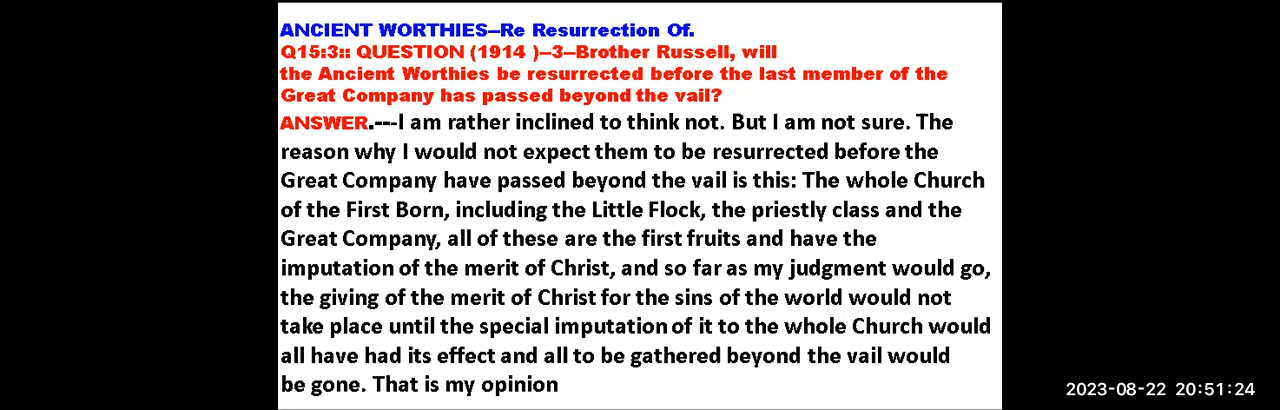 ANCIENT WORTHIES--Re Resurrection Of.
Q15:3:: QUESTION (1914 )--3--Brother Russell, will
the Ancient Worthies be resurrected before the last member of the
Great Company has passed beyond the vail?
ANSWER.---I am rather inclined to think not. But I am not sure. The
reason why I would not expect them to be resurrected before the
Great Company have passed beyond the vail is this: The whole Church
of the First Born, including the Little Flock, the priestly class and the
Great Company, all of these are the first fruits and have the
imputation of the merit of Christ, and so far as my judgment would go,
the giving of the merit of Christ for the sins of the world would not
take place until the special imputation of it to the whole Church would
all have had its effect and all to be gathered beyond the vail would
be gone. That is my opinion
2023-08-22 20:51:24